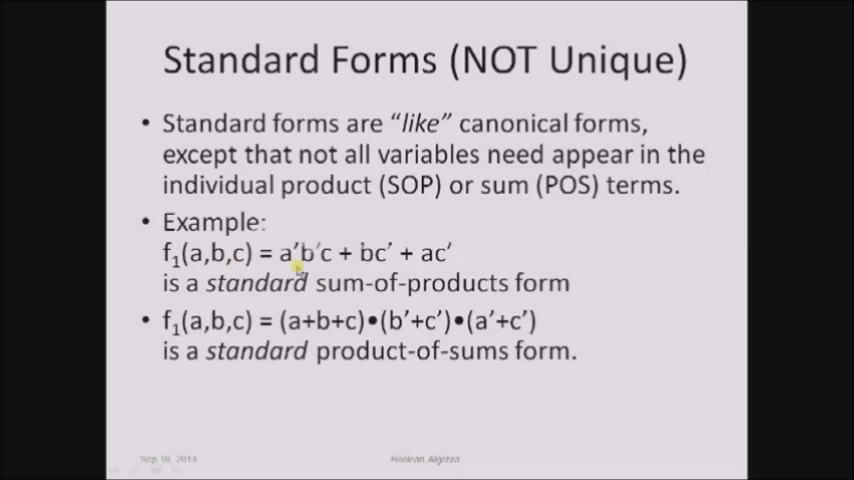 Standard Forms (NOT Unique)
• Standard forms are “like” canonical forms,
except that not all variables need appear in the
individual product (SOP) or sum (POS) terms.
• Example:
f₁(a,b,c) = a’b’c + bc’ + ac’
is a standard sum-of-products form
• f₁(a,b,c) = (a+b+c)•(b’+c’)•(a’+c’)
is a standard product-of-sums form.
Sep 10, 2013
Boolean Algebra